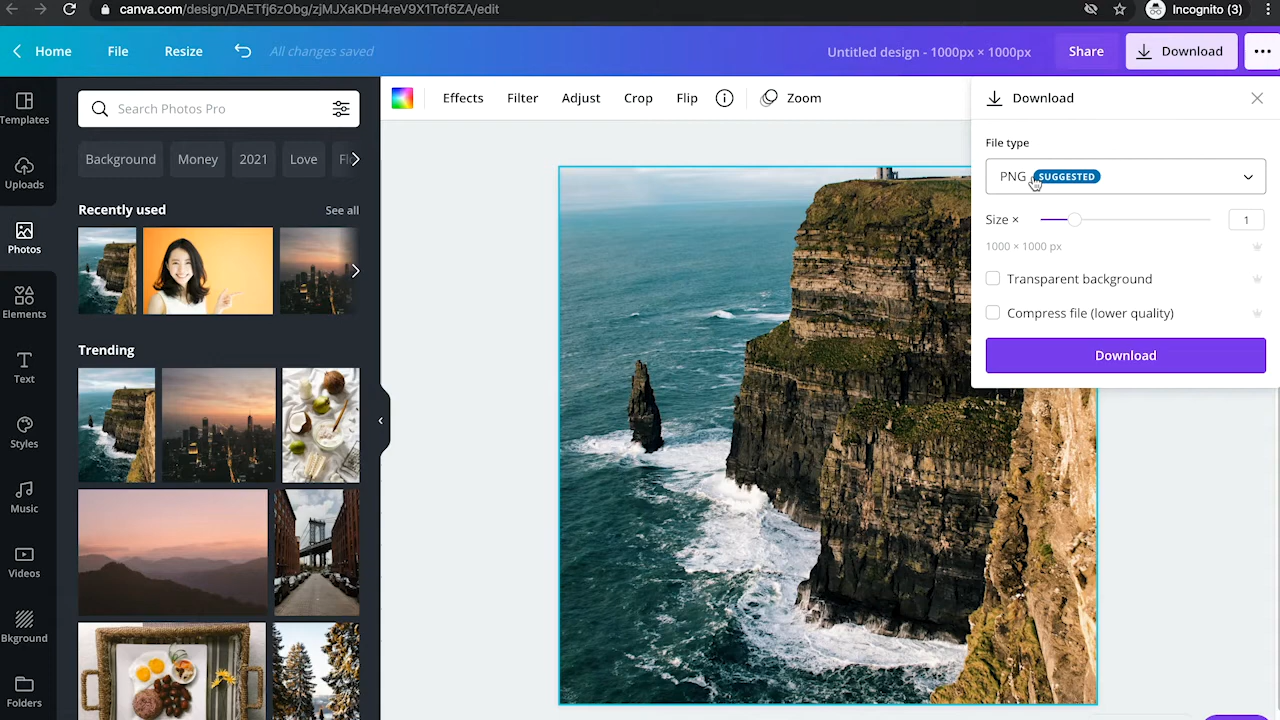 canva.com/design/DAETfj6zObg/zjMJXaKDH4reV9X1Tof6ZA/edit
Incognito (3)
Home
File
Resize
All changes saved
Untitled design - 1000px × 1000px
Share
Download
Templates
Uploads
Photos
Elements
Text
Styles
Music
Videos
Bkground
Folders
Search Photos Pro
Background
Money
2021
Love
Recently used
See all
Trending
Effects
Filter
Adjust
Crop
Flip
Zoom
Download
File type
PNG SUGGESTED
Size ×
1
1000 × 1000 px
Transparent background
Compress file (lower quality)
Download